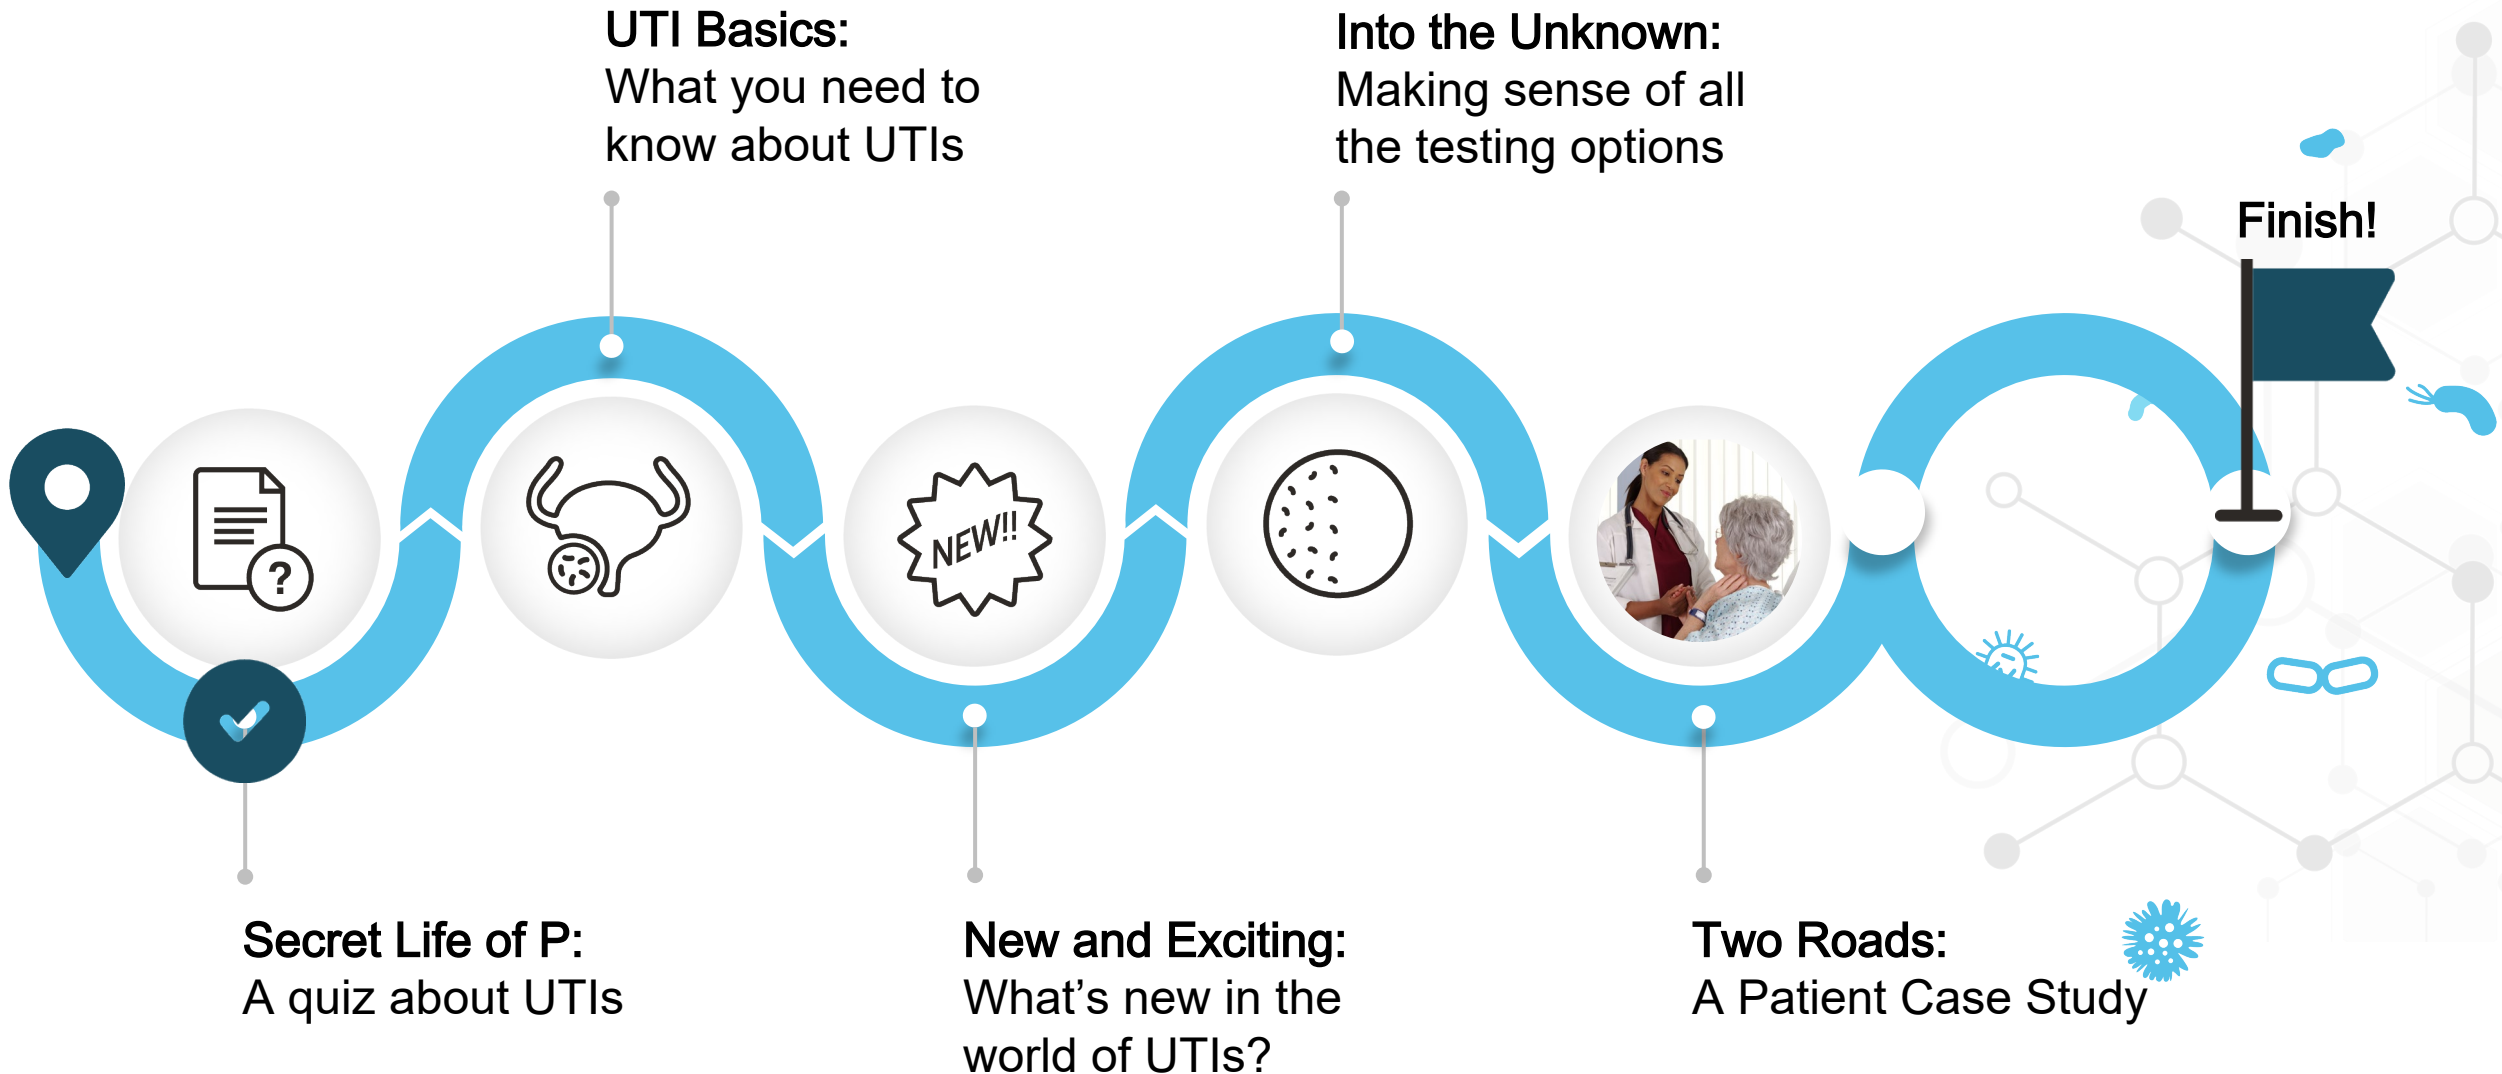 UTI Basics:
What you need to
know about UTIs
Into the Unknown:
Making sense of all
the testing options
Finish!
?
NEW!!
Secret Life of P:
A quiz about UTIs
New and Exciting:
What’s new in the
world of UTIs?
Two Roads:
A Patient Case Study